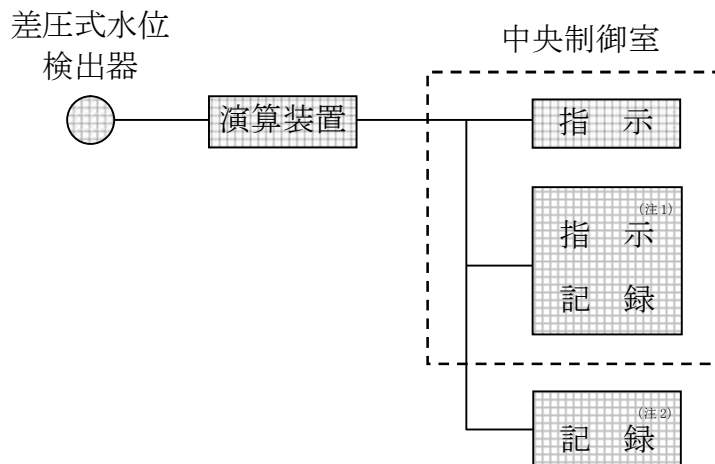 差圧式水位
検出器
中央制御室
演算装置
指 示
(注1)
指 示
記 録
(注2)
記 録